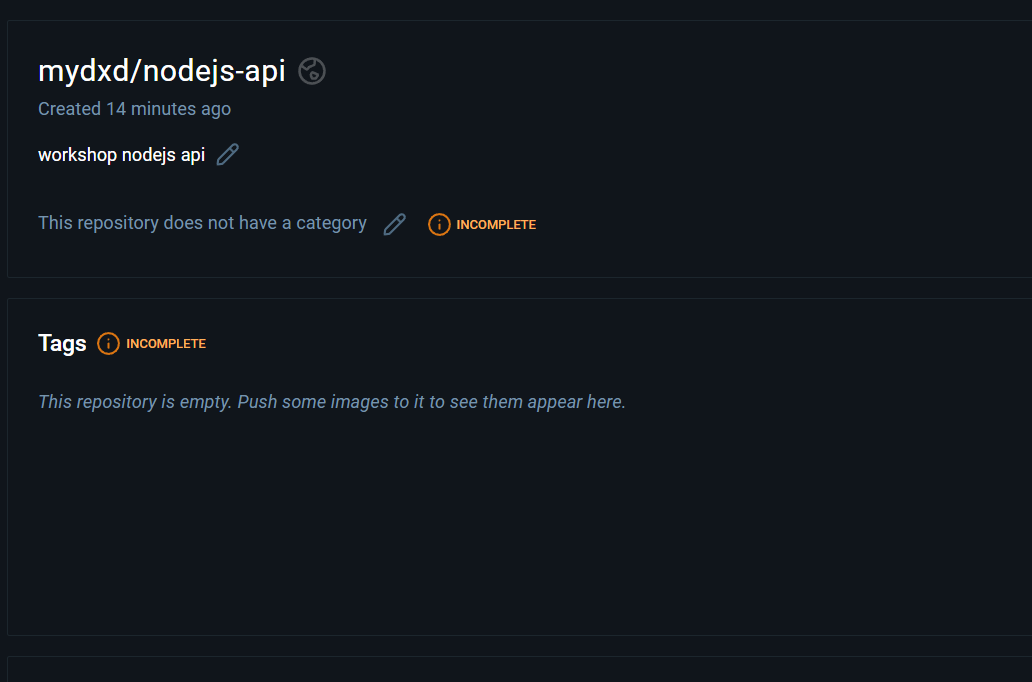 mydxd/nodejs-api
Created 14 minutes ago
workshop nodejs api
This repository does not have a category INCOMPLETE
Tags INCOMPLETE
This repository is empty. Push some images to it to see them appear here.